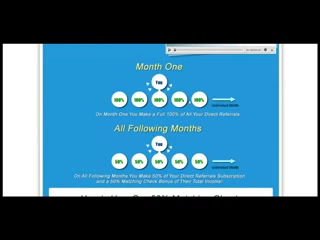 Month One
You
100% 100% 100% 100% 100% Unlimited Width
On Month One You Make a Full 100% of All Your Direct Referrals
All Following Months
You
50% 50% 50% 50% 50% Unlimited Width
On All Following Months You Make 50% of Your Direct Referrals Subscription
and a 50% Matching Check Bonus of Their Total Income!